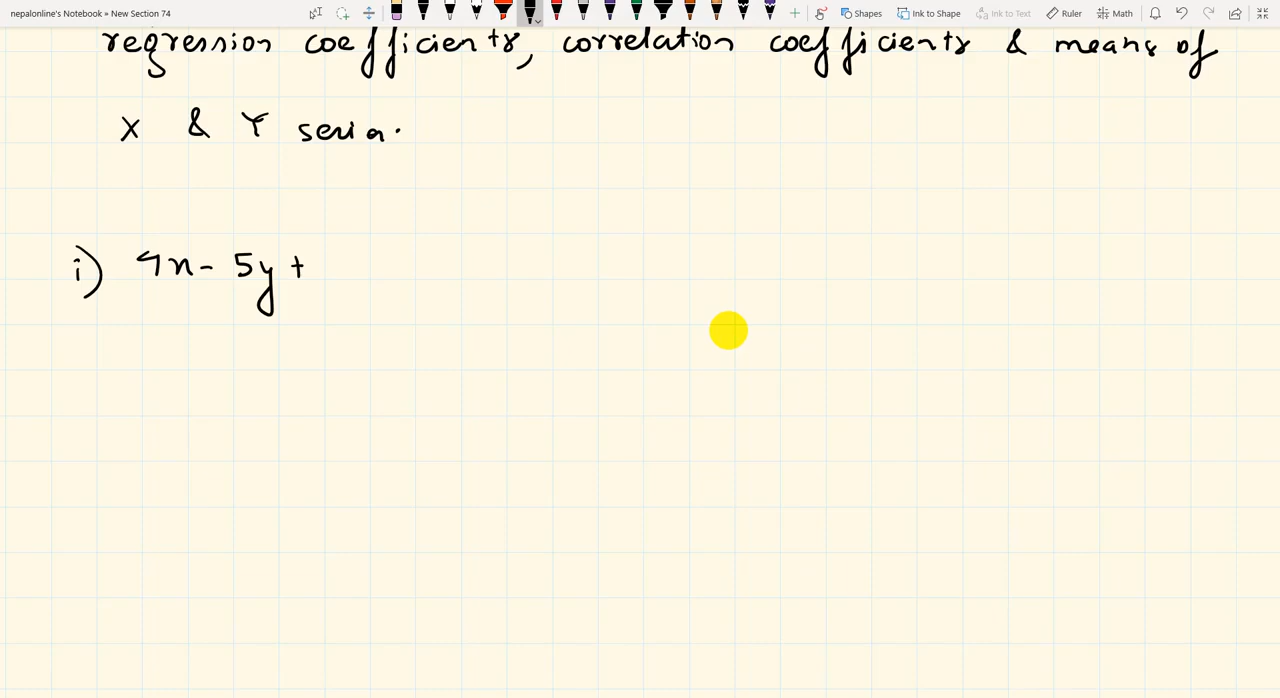 nepalonline's Notebook » New Section 74
Shapes
Ink to Shape
Ink to Text
Ruler
Math
regression coefficients, correlation coefficients & means of
X & Y series.
i) 4x - 5y +